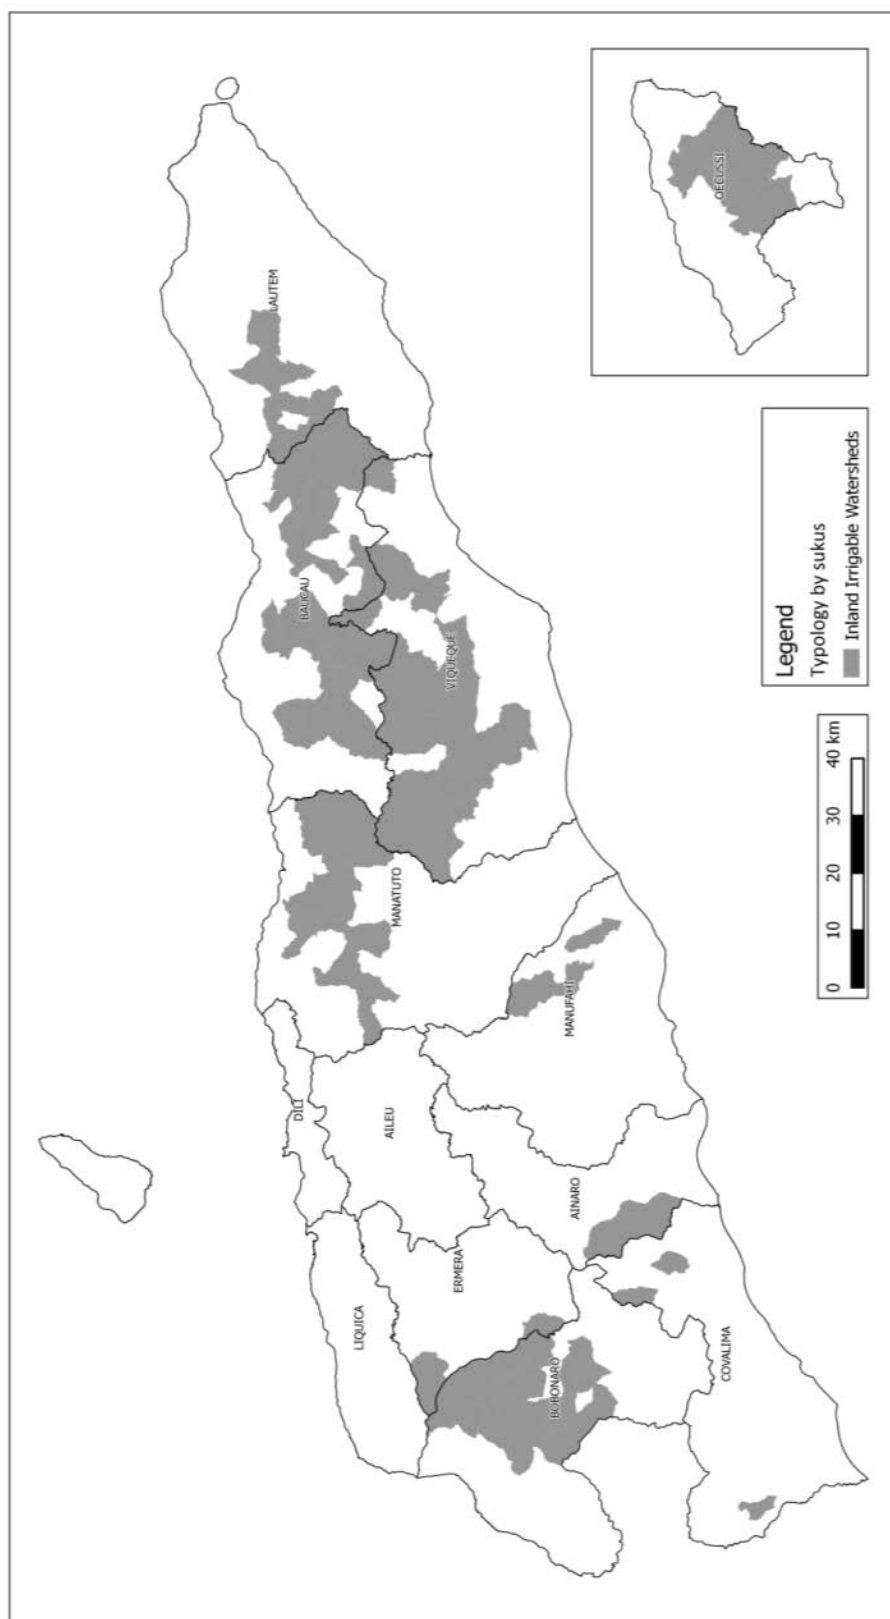 LAUTEM
BAUCAU
VIQUEQUE
MANATUTO
MANUFAHI
DILI
AILEU
AINARO
ERMERA
LIQUICA
BOBONARO
COVALIMA
OECUSSI
Legend
Typology by sukus
Inland Irrigable Watersheds
0 10 20 30 40 km